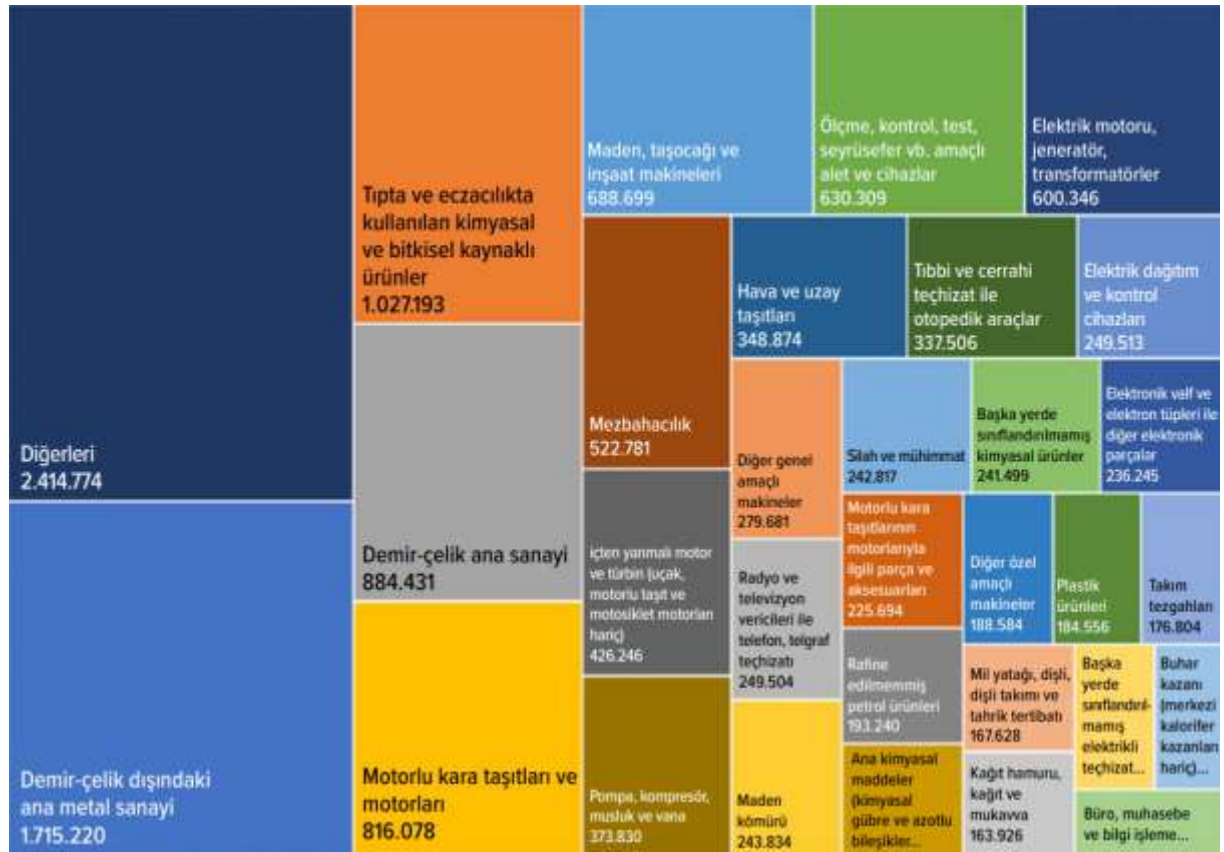 Diğerleri
2.414.774
Demir-çelik dışındaki
ana metal sanayi
1.715.220
Tıpta ve eczacılıkta
kullanılan kimyasal
ve bitkisel kaynaklı
ürünler
1.027.193
Demir-çelik ana sanayi
884.431
Motorlu kara taşıtları ve
motorları
816.078
Maden, taşocağı ve
inşaat makineleri
688.699
Ölçme, kontrol, test,
seyrüsefer vb. amaçlı
alet ve cihazlar
630.309
Elektrik motoru,
jeneratör,
transformatörler
600.346
Mezbahacılık
522.781
içten yanmalı motor
ve türbin (uçak,
motorlu taşıt ve
motosiklet motorları
hariç)
426.246
Pompa, kompresör,
musluk ve vana
373.830
Hava ve uzay
taşıtları
348.874
Tıbbi ve cerrahi
teçhizat ile
otopedik araçlar
337.506
Elektrik dağıtım
ve kontrol
cihazları
249.513
Diğer genel
amaçlı
makineler
279.681
Radyo ve
televizyon
vericileri ile
telefon, telgraf
teçhizatı
249.504
Maden
kömürü
243.834
Silah ve mühimmat
242.817
Başka yerde
sınıflandırılmamış
kimyasal ürünler
241.499
Elektronik valf ve
elektron tüpleri ile
diğer elektronik
parçalar
236.245
Motorlu kara
taşıtlarının
motorlarıyla
ilgili parça ve
aksesuarları
225.694
Rafine
edilmemmiş
petrol ürünleri
193.240
Ana kimyasal
maddeler
(kimyasal
gübre ve azotlu
bileşikler...
Diğer özel
amaçlı
makineler
188.584
Plastik
ürünleri
184.556
Takım
tezgahları
176.804
Mil yatağı, dişli,
dişli takımı ve
tahrik tertibatı
167.628
Kağıt hamuru,
kağıt ve
mukavva
163.926
Başka
yerde
sınıflandırıl-
mamış
elektrikli
teçhizat...
Buhar
kazanı
(merkezi
kalorifer
kazanları
hariç)...
Büro, muhasebe
ve bilgi işleme...